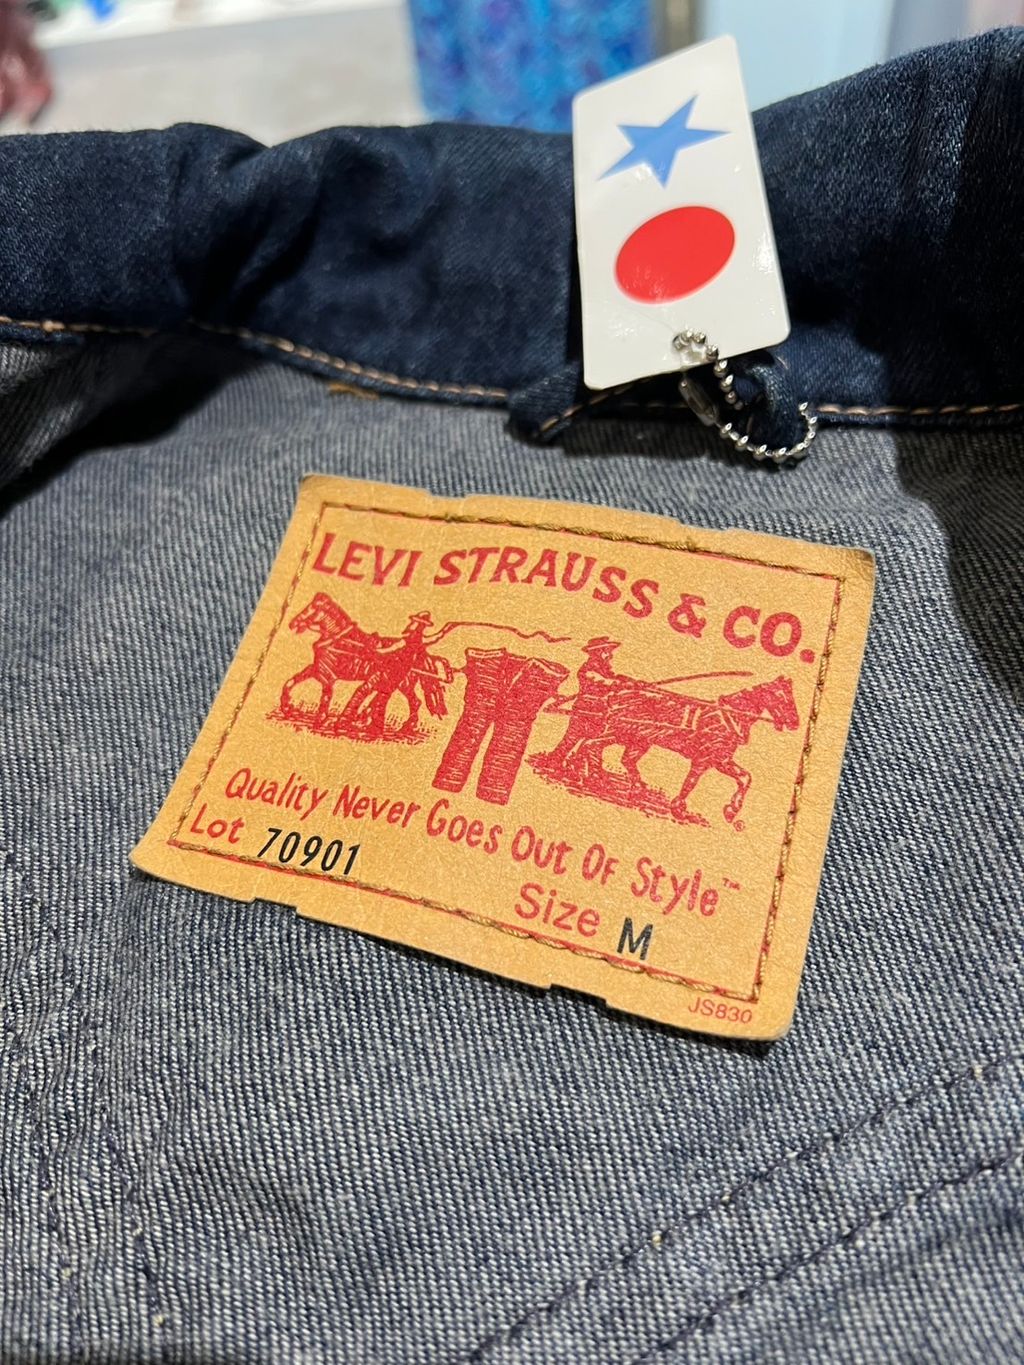 LEVI STRAUSS & CO.
Quality Never Goes Out Of Style™
Lot 70901
Size M
JS830